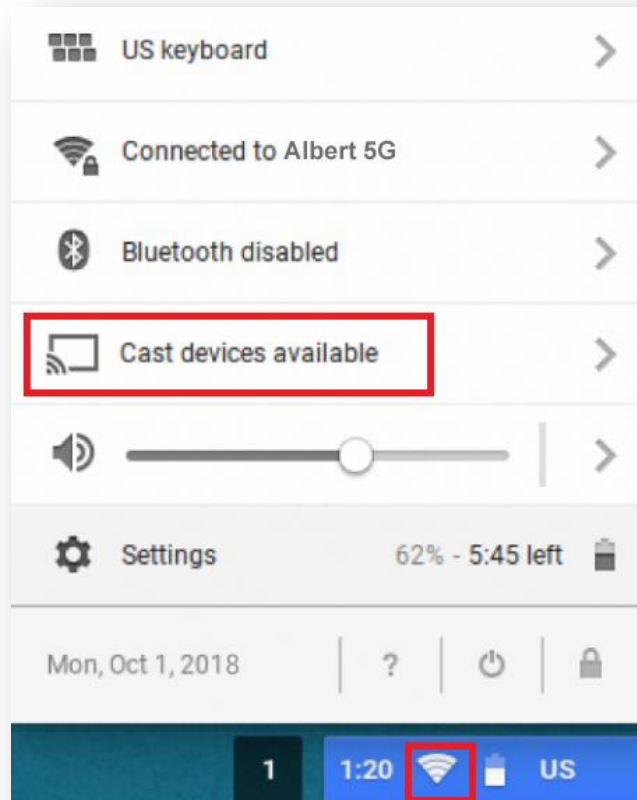 US keyboard
Connected to Albert 5G
Bluetooth disabled
Cast devices available
Settings 62% - 5:45 left
Mon, Oct 1, 2018 ?
1 1:20 US